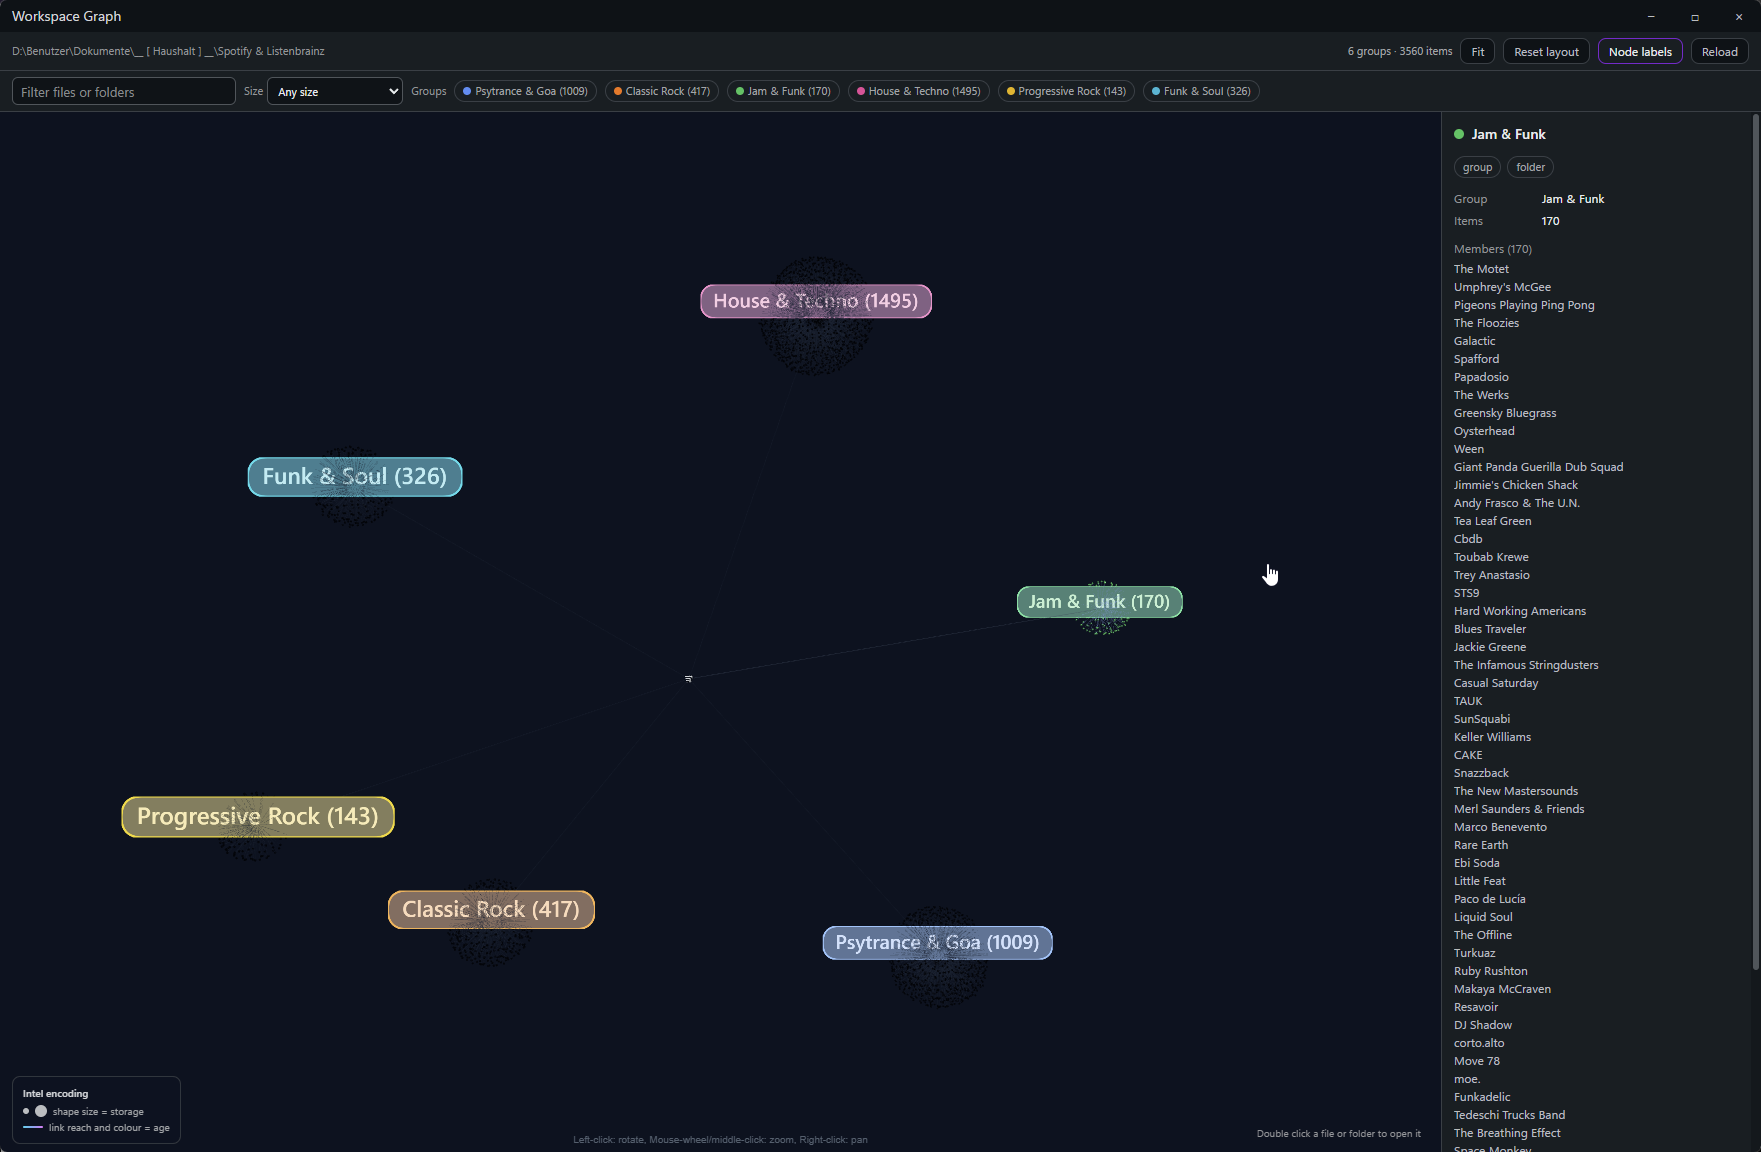 Workspace Graph
D:\Benutzer\Dokumente\__ [ Haushalt ] __\Spotify & Listenbrainz
6 groups · 3560 items
Fit
Reset layout
Node labels
Reload
Filter files or folders
Size
Any size
Groups
Psytrance & Goa (1009)
Classic Rock (417)
Jam & Funk (170)
House & Techno (1495)
Progressive Rock (143)
Funk & Soul (326)
House & Techno (1495)
Funk & Soul (326)
Jam & Funk (170)
Progressive Rock (143)
Classic Rock (417)
Psytrance & Goa (1009)
Intel encoding
shape size = storage
link reach and colour = age
Left-click: rotate, Mouse-wheel/middle-click: zoom, Right-click: pan
Double click a file or folder to open it
Jam & Funk
group
folder
Group Jam & Funk
Items 170
Members (170)
The Motet
Umphrey's McGee
Pigeons Playing Ping Pong
The Floozies
Galactic
Spafford
Papadosio
The Werks
Greensky Bluegrass
Oysterhead
Ween
Giant Panda Guerilla Dub Squad
Jimmie's Chicken Shack
Andy Frasco & The U.N.
Tea Leaf Green
Cbdb
Toubab Krewe
Trey Anastasio
STS9
Hard Working Americans
Blues Traveler
Jackie Greene
The Infamous Stringdusters
Casual Saturday
TAUK
SunSquabi
Keller Williams
CAKE
Snazzback
The New Mastersounds
Merl Saunders & Friends
Marco Benevento
Rare Earth
Ebi Soda
Little Feat
Paco de Lucía
Liquid Soul
The Offline
Turkuaz
Ruby Rushton
Makaya McCraven
Resavoir
DJ Shadow
corto.alto
Move 78
moe.
Funkadelic
Tedeschi Trucks Band
The Breathing Effect
Space Monkey